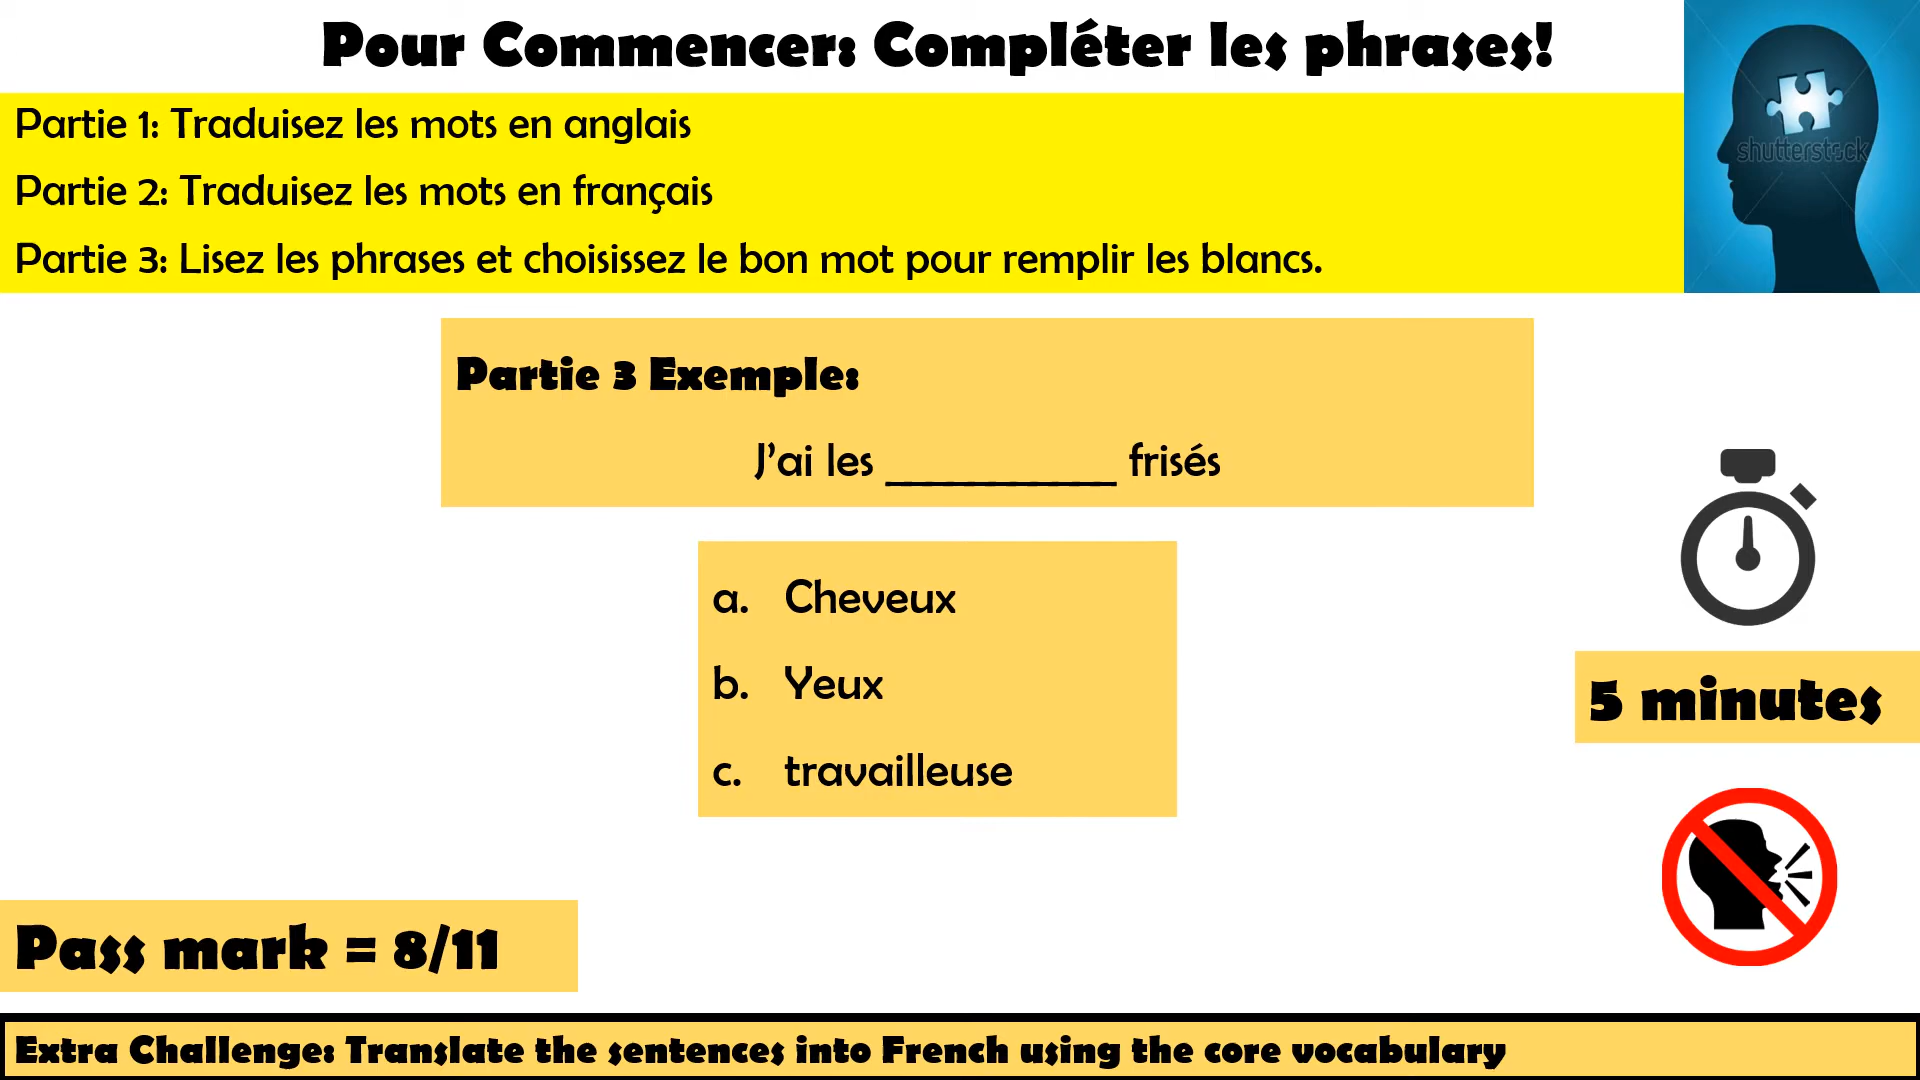 Pour Commencer: Compléter les phrases!
Partie 1: Traduisez les mots en anglais
Partie 2: Traduisez les mots en français
Partie 3: Lisez les phrases et choisissez le bon mot pour remplir les blancs.
shutterstock
Partie 3 Exemple:
J'ai les ___________ frisés
a. Cheveux
b. Yeux
c. travailleuse
5 minutes
Pass mark = 8/11
Extra Challenge: Translate the sentences into French using the core vocabulary